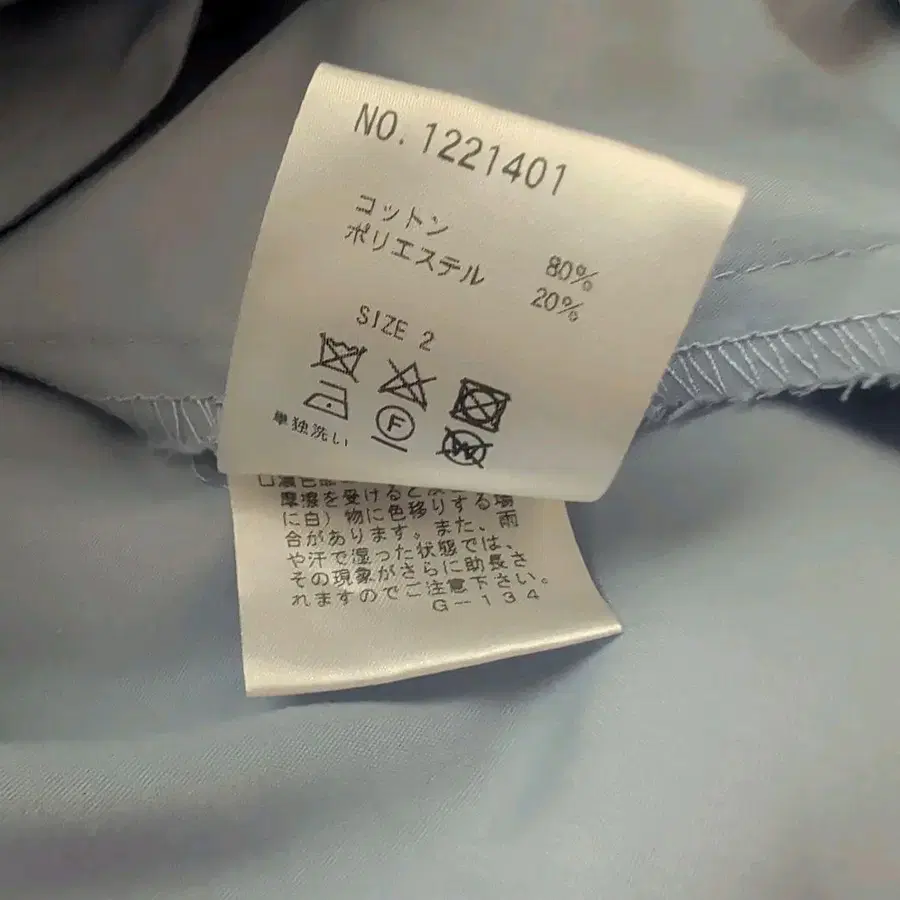 NO. 1221401
コットン 80%
ポリエステル 20%
SIZE 2
F
W
単独洗い
摩擦を受けると
に白）物に色移りする場
合があります。また、雨
や汗で湿った状態では、
その現象がさらに助長さ
れますのでご注意下さい。
G-134